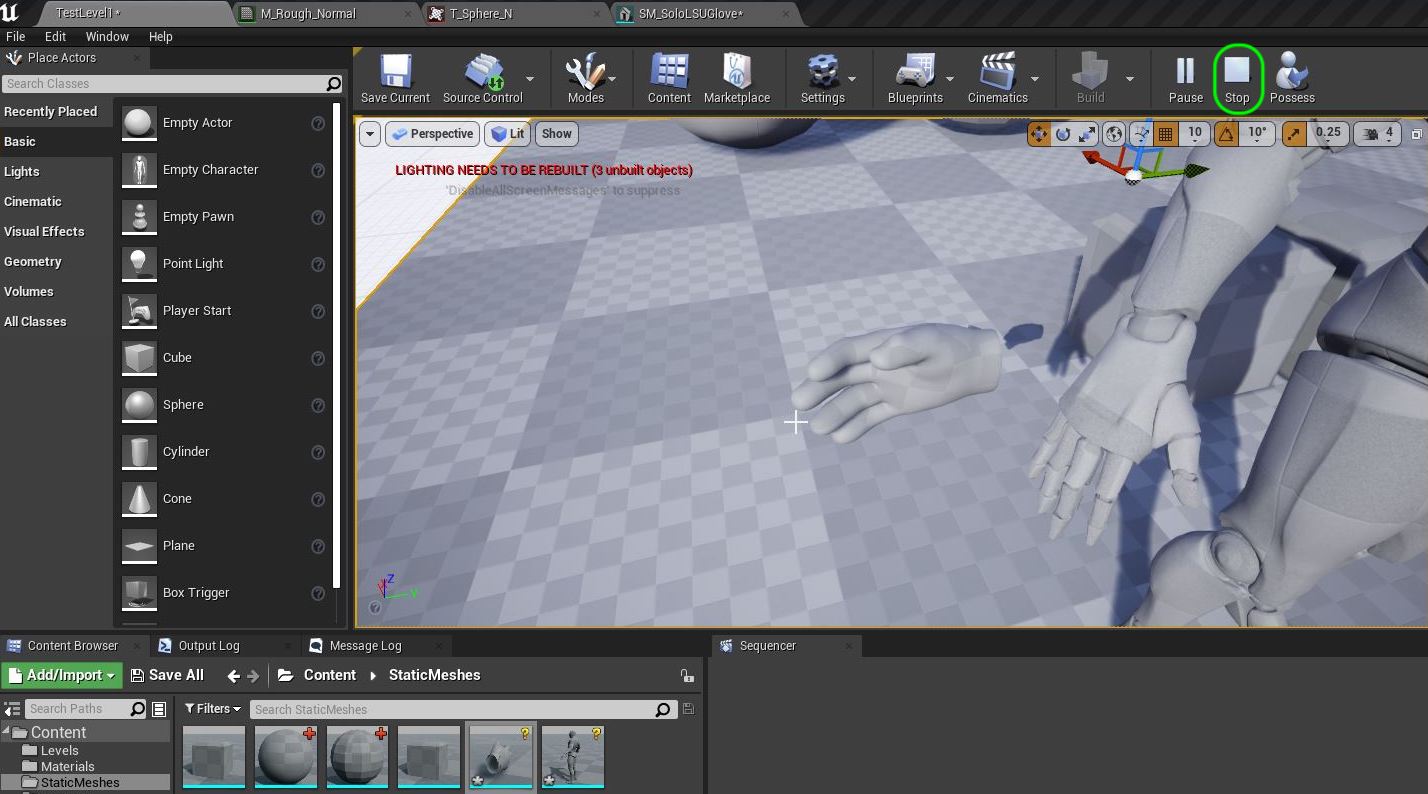 TestLevel1*
M_Rough_Normal
T_Sphere_N
SM_SoloLSUGlove*
File Edit Window Help
Place Actors
Search Classes
Recently Placed
Basic
Lights
Cinematic
Visual Effects
Geometry
Volumes
All Classes
Empty Actor
Empty Character
Empty Pawn
Point Light
Player Start
Cube
Sphere
Cylinder
Cone
Plane
Box Trigger
Save Current
Source Control
Modes
Content
Marketplace
Settings
Blueprints
Cinematics
Build
Pause
Stop
Possess
Perspective
Lit
Show
10
10°
0.25
4
LIGHTING NEEDS TO BE REBUILT (3 unbuilt objects)
'DisableAllScreenMessages' to suppress
Z
Y
Content Browser
Output Log
Message Log
Sequencer
Add/Import
Save All
Content
StaticMeshes
Search Paths
Filters
Search StaticMeshes
Content
Levels
Materials
StaticMeshes